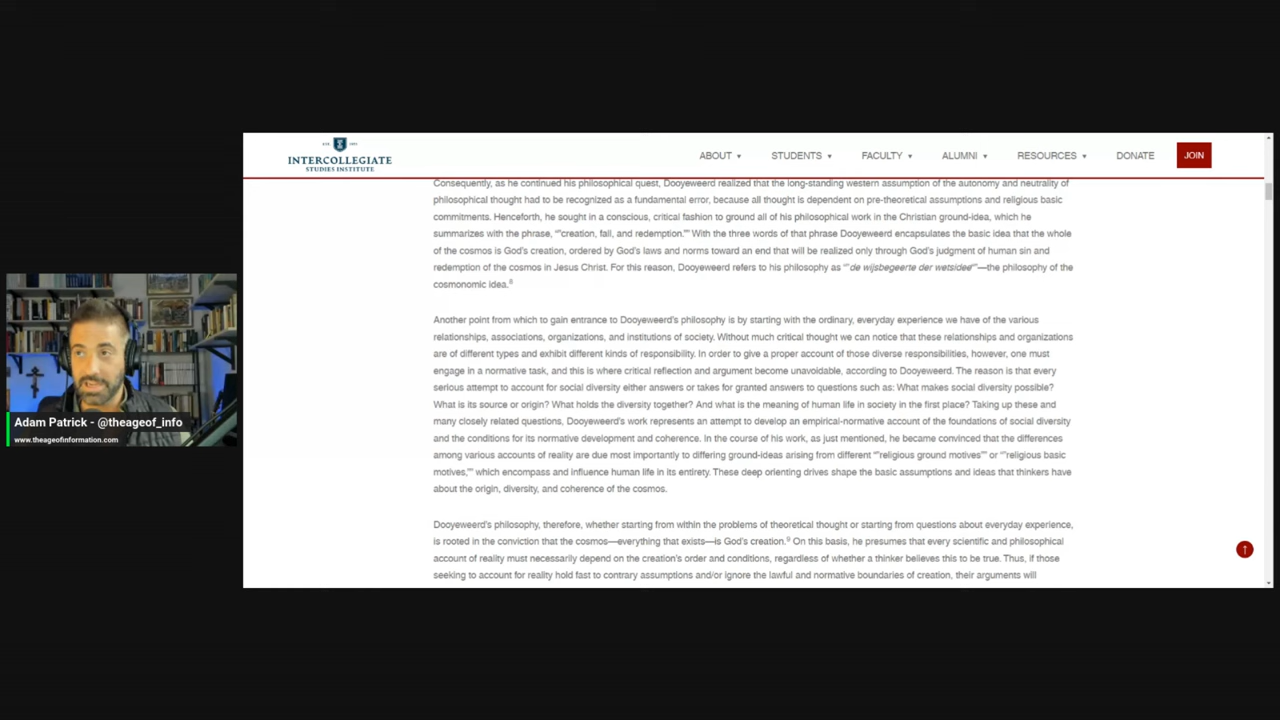 EST. 1953
INTERCOLLEGIATE
STUDIES INSTITUTE
ABOUT ▾ STUDENTS ▾ FACULTY ▾ ALUMNI ▾ RESOURCES ▾ DONATE JOIN
Consequently, as he continued his philosophical quest, Dooyeweerd realized that the long-standing western assumption of the autonomy and neutrality of
philosophical thought had to be recognized as a fundamental error, because all thought is dependent on pre-theoretical assumptions and religious basic
commitments. Henceforth, he sought in a conscious, critical fashion to ground all of his philosophical work in the Christian ground-idea, which he
summarizes with the phrase, "“creation, fall, and redemption.”" With the three words of that phrase Dooyeweerd encapsulates the basic idea that the whole
of the cosmos is God's creation, ordered by God's laws and norms toward an end that will be realized only through God's judgment of human sin and
redemption of the cosmos in Jesus Christ. For this reason, Dooyeweerd refers to his philosophy as "“de wijsbegeerte der wetsidee”"—the philosophy of the
cosmonomic idea.8
Another point from which to gain entrance to Dooyeweerd's philosophy is by starting with the ordinary, everyday experience we have of the various
relationships, associations, organizations, and institutions of society. Without much critical thought we can notice that these relationships and organizations
are of different types and exhibit different kinds of responsibility. In order to give a proper account of those diverse responsibilities, however, one must
engage in a normative task, and this is where critical reflection and argument become unavoidable, according to Dooyeweerd. The reason is that every
serious attempt to account for social diversity either answers or takes for granted answers to questions such as: What makes social diversity possible?
What is its source or origin? What holds the diversity together? And what is the meaning of human life in society in the first place? Taking up these and
many closely related questions, Dooyeweerd's work represents an attempt to develop an empirical-normative account of the foundations of social diversity
and the conditions for its normative development and coherence. In the course of his work, as just mentioned, he became convinced that the differences
among various accounts of reality are due most importantly to differing ground-ideas arising from different "“religious ground motives”" or "“religious basic
motives,”" which encompass and influence human life in its entirety. These deep orienting drives shape the basic assumptions and ideas that thinkers have
about the origin, diversity, and coherence of the cosmos.
Dooyeweerd's philosophy, therefore, whether starting from within the problems of theoretical thought or starting from questions about everyday experience,
is rooted in the conviction that the cosmos—everything that exists—is God's creation.9 On this basis, he presumes that every scientific and philosophical
account of reality must necessarily depend on the creation's order and conditions, regardless of whether a thinker believes this to be true. Thus, if those
seeking to account for reality hold fast to contrary assumptions and/or ignore the lawful and normative boundaries of creation, their arguments will
Adam Patrick - @theageof_info
www.theageofinformation.com